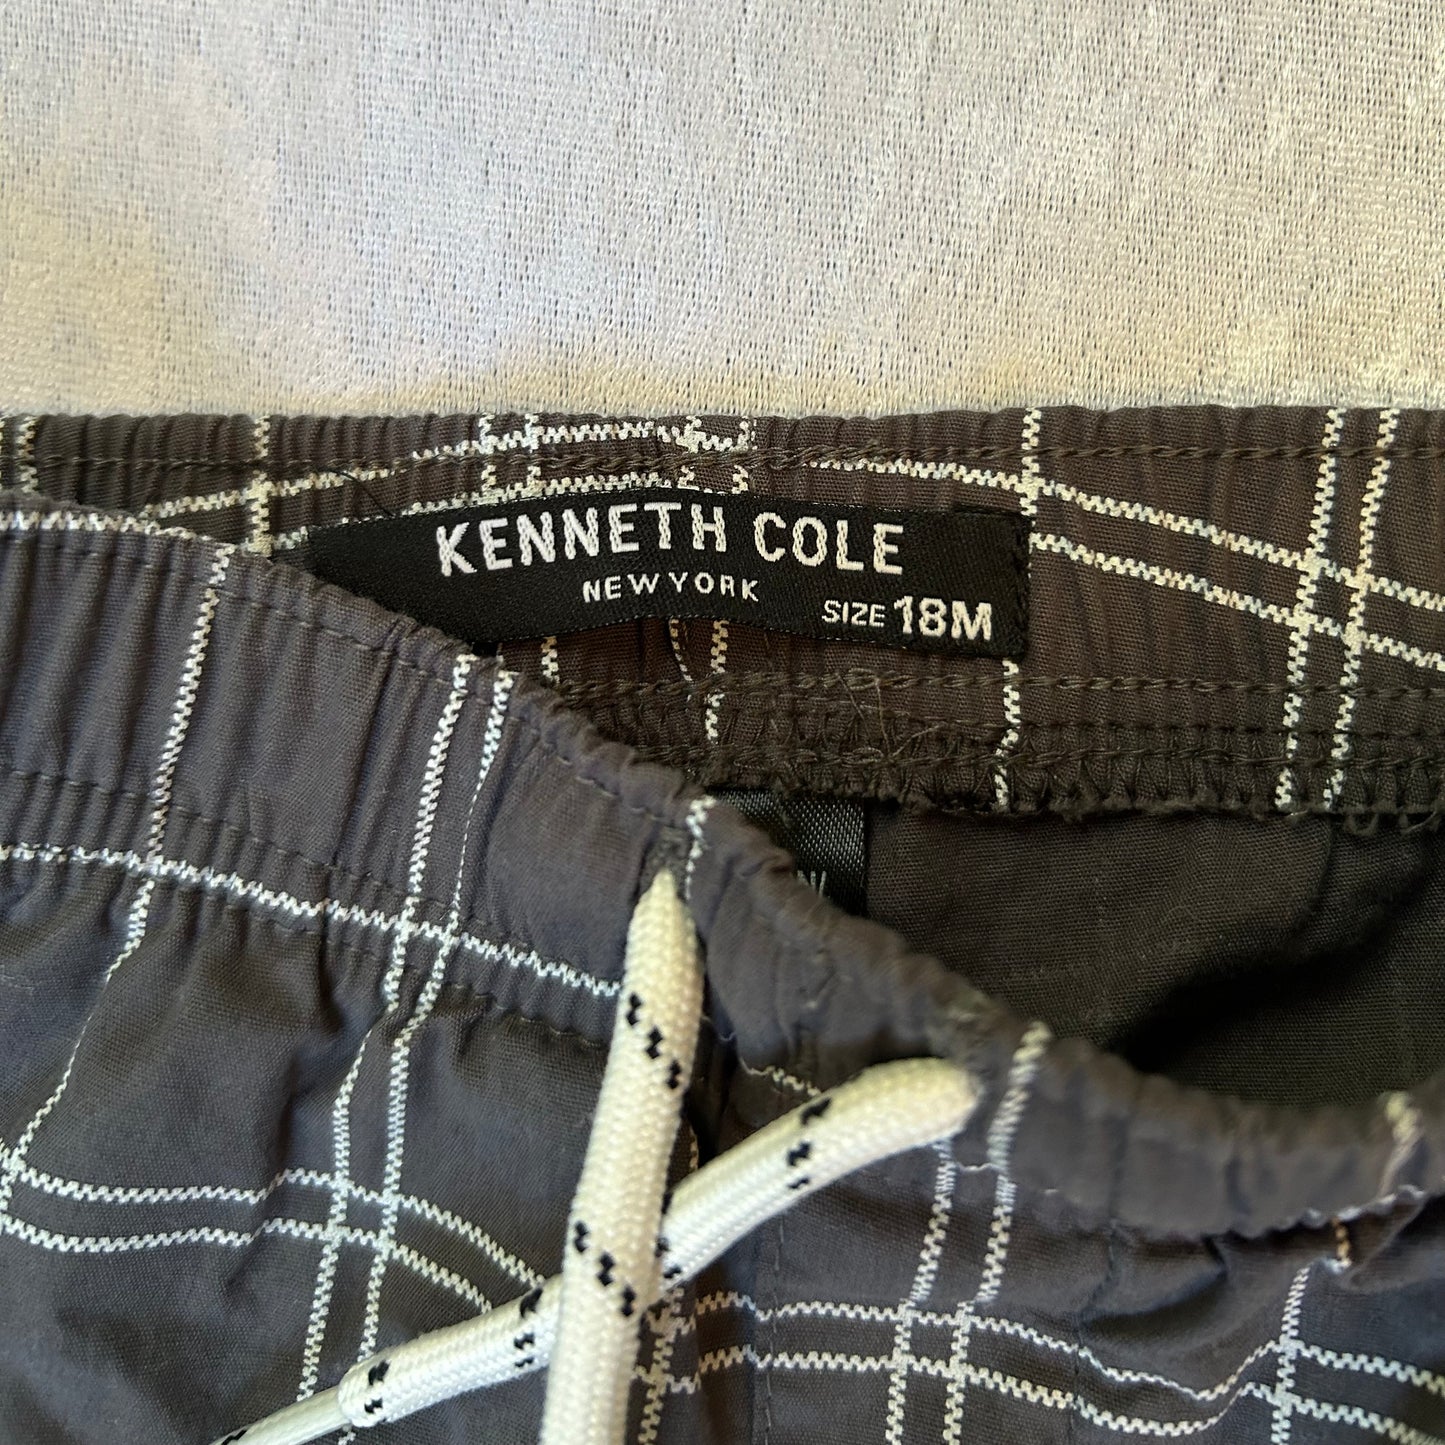 KENNETH COLE
NEW YORK
SIZE 18M